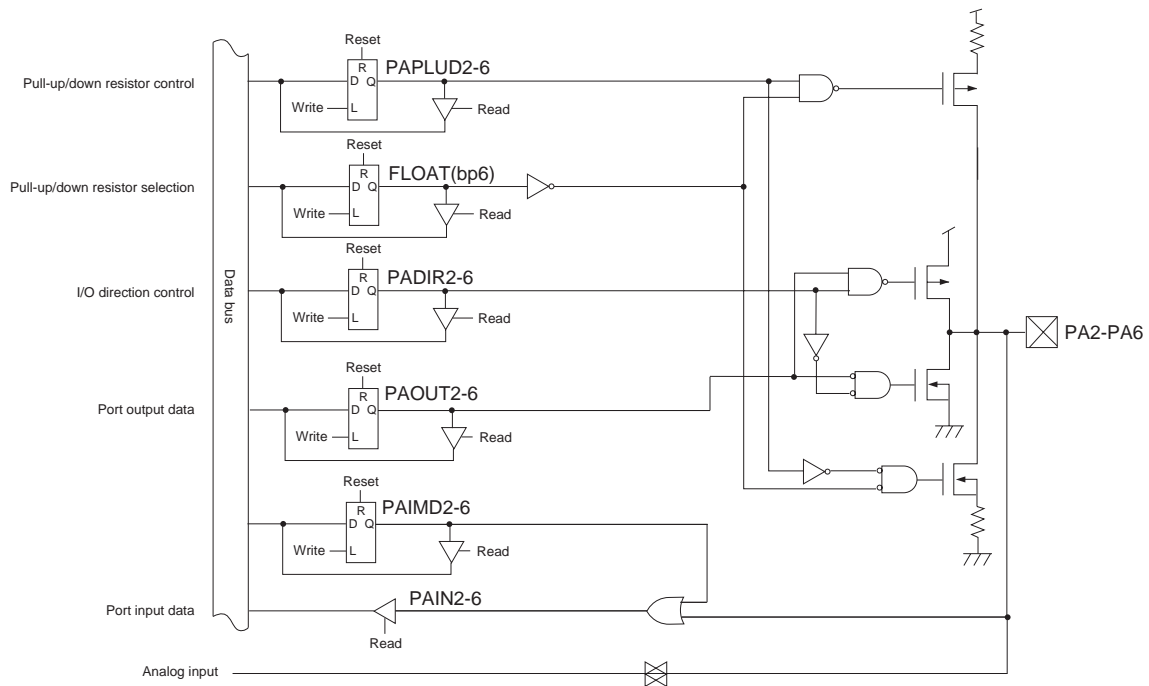 Reset
Pull-up/down resistor control
R
D Q
L
PAPLUD2-6
Write
Read
Reset
Pull-up/down resistor selection
R
D Q
L
FLOAT(bp6)
Write
Read
Reset
I/O direction control
R
D Q
L
PADIR2-6
Write
Read
Data bus
PA2-PA6
Reset
Port output data
R
D Q
L
PAOUT2-6
Write
Read
Reset
R
D Q
L
PAIMD2-6
Write
Read
Port input data
PAIN2-6
Read
Analog input